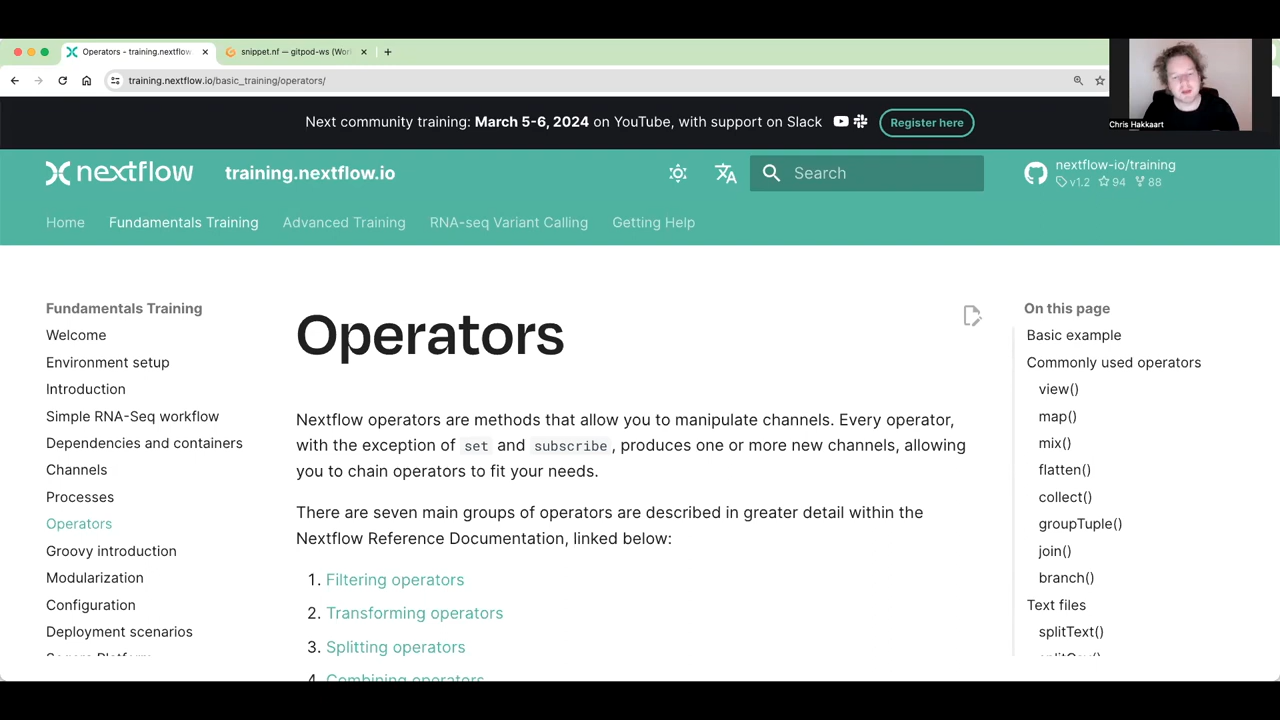 Operators - training.nextflow
snippet.nf — gitpod-ws (Wor
training.nextflow.io/basic_training/operators/
Chris Hakkaart
Next community training: March 5-6, 2024 on YouTube, with support on Slack
Register here
nextflow
training.nextflow.io
Search
nextflow-io/training
v1.2 94 88
Home
Fundamentals Training
Advanced Training
RNA-seq Variant Calling
Getting Help
Fundamentals Training
Welcome
Environment setup
Introduction
Simple RNA-Seq workflow
Dependencies and containers
Channels
Processes
Operators
Groovy introduction
Modularization
Configuration
Deployment scenarios
Operators
Nextflow operators are methods that allow you to manipulate channels. Every operator,
with the exception of set and subscribe, produces one or more new channels, allowing
you to chain operators to fit your needs.
There are seven main groups of operators are described in greater detail within the
Nextflow Reference Documentation, linked below:
1. Filtering operators
2. Transforming operators
3. Splitting operators
4. Combining operators
On this page
Basic example
Commonly used operators
view()
map()
mix()
flatten()
collect()
groupTuple()
join()
branch()
Text files
splitText()